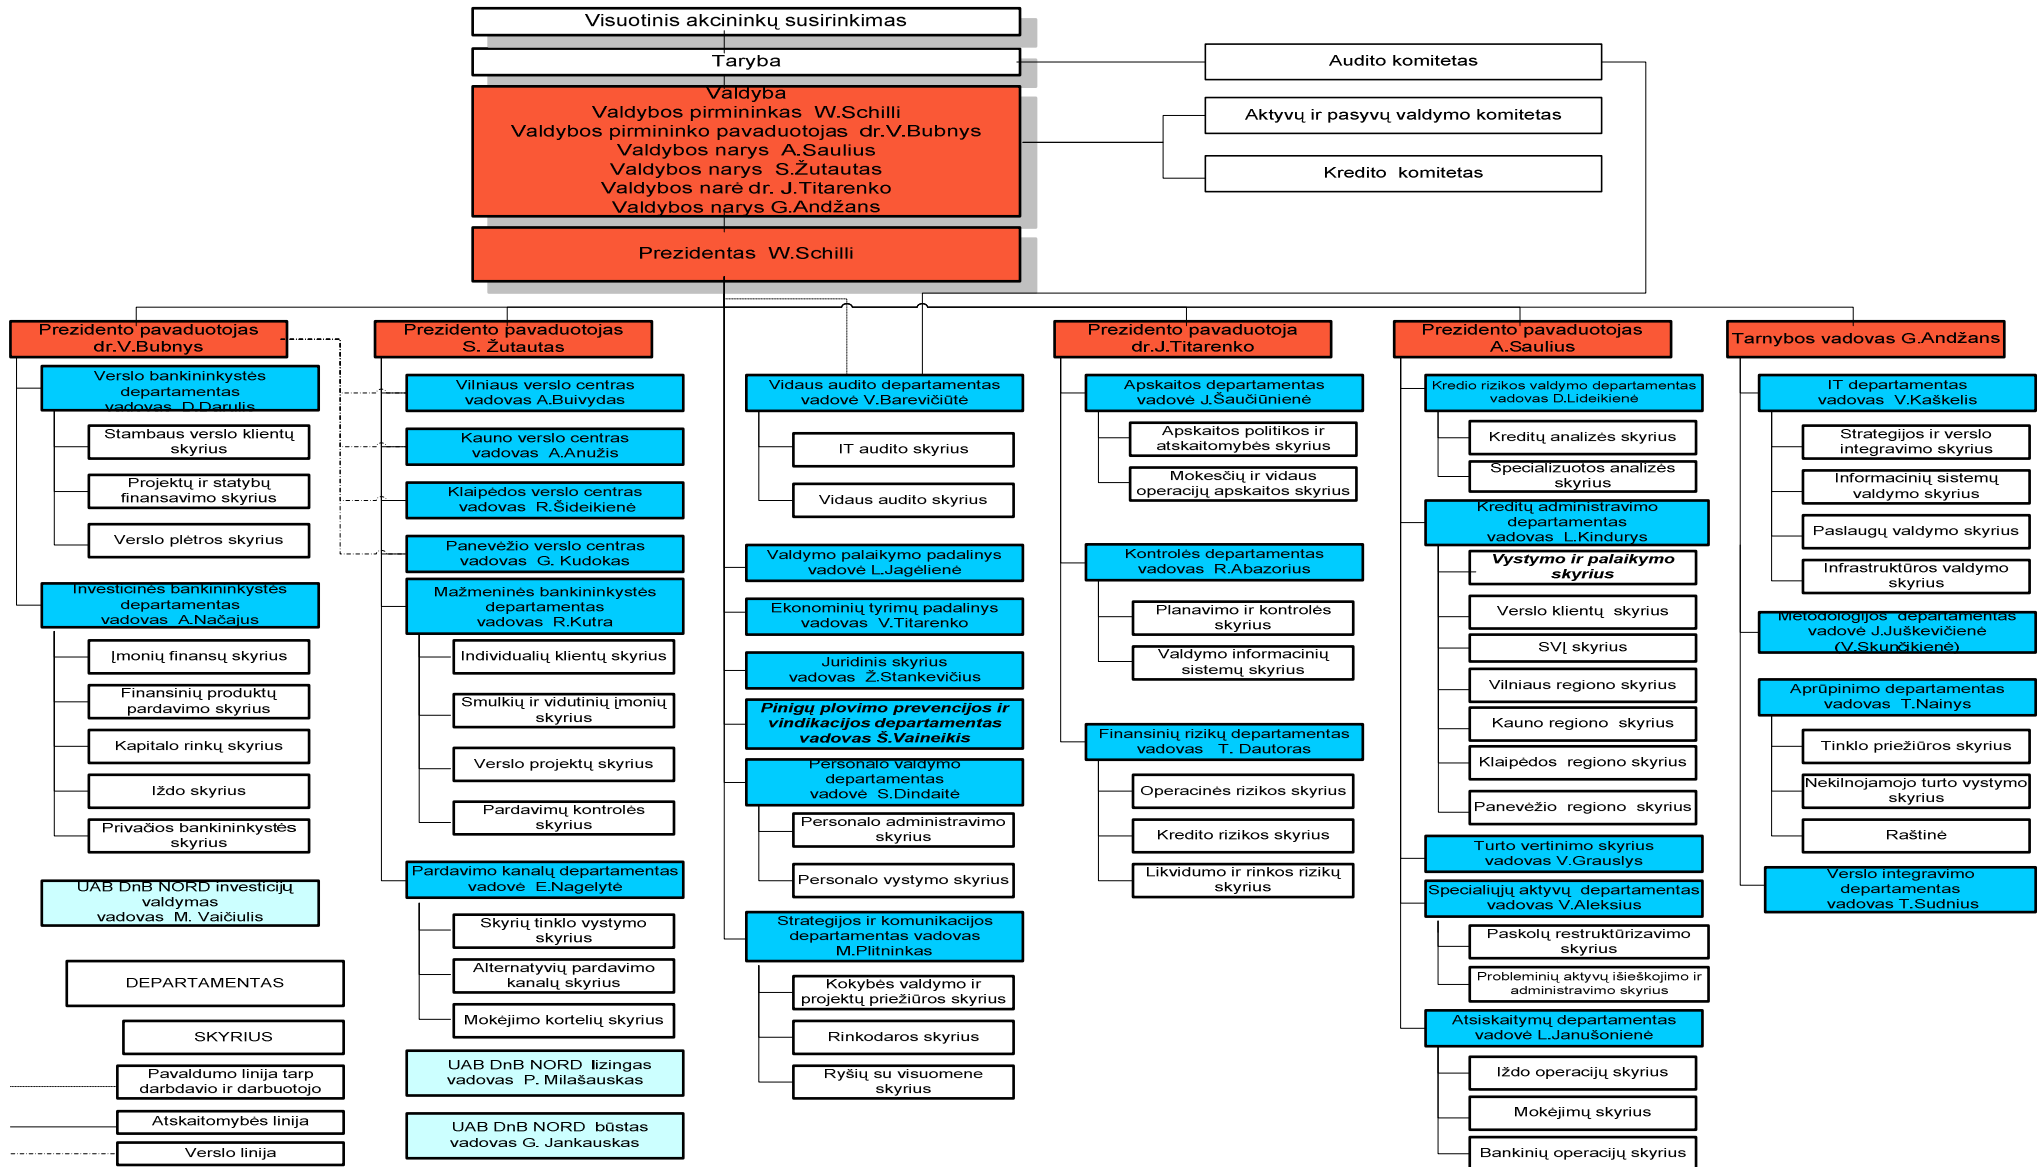 Visuotinis akcininkų susirinkimas
Taryba
Audito komitetas
Valdyba
Valdybos pirmininkas W.Schilli
Valdybos pirmininko pavaduotojas dr.V.Bubnys
Valdybos narys A.Saulius
Valdybos narys S.Žutautas
Valdybos narė dr. J.Titarenko
Valdybos narys G.Andžans
Aktyvų ir pasyvų valdymo komitetas
Kredito komitetas
Prezidentas W.Schilli
Prezidento pavaduotojas
dr.V.Bubnys
Verslo bankininkystės
departamentas
vadovas D.Darulis
Stambaus verslo klientų
skyrius
Projektų ir statybų
finansavimo skyrius
Verslo plėtros skyrius
Investicinės bankininkystės
departamentas
vadovas A.Načajus
Įmonių finansų skyrius
Finansinių produktų
pardavimo skyrius
Kapitalo rinkų skyrius
Iždo skyrius
Privačios bankininkystės
skyrius
UAB DnB NORD investicijų
valdymas
vadovas M. Vaičiulis
DEPARTAMENTAS
SKYRIUS
Pavaldumo linija tarp
darbdavio ir darbuotojo
Atskaitomybės linija
Verslo linija
Prezidento pavaduotojas
S. Žutautas
Vilniaus verslo centras
vadovas A.Buivydas
Kauno verslo centras
vadovas A.Anužis
Klaipėdos verslo centras
vadovas R.Šideikienė
Panevėžio verslo centras
vadovas G. Kudokas
Mažmeninės bankininkystės
departamentas
vadovas R.Kutra
Individualių klientų skyrius
Smulkių ir vidutinių įmonių
skyrius
Verslo projektų skyrius
Pardavimų kontrolės
skyrius
Pardavimo kanalų departamentas
vadovė E.Nagelytė
Skyrių tinklo vystymo
skyrius
Alternatyvių pardavimo
kanalų skyrius
Mokėjimo kortelių skyrius
UAB DnB NORD lizingas
vadovas P. Milašauskas
UAB DnB NORD būstas
vadovas G. Jankauskas
Vidaus audito departamentas
vadovė V.Barevičiūtė
IT audito skyrius
Vidaus audito skyrius
Valdymo palaikymo padalinys
vadovė L.Jagėlienė
Ekonominių tyrimų padalinys
vadovas V.Titarenko
Juridinis skyrius
vadovas Ž.Stankevičius
Pinigų plovimo prevencijos ir
vindikacijos departamentas
vadovas Š.Vaineikis
Personalo valdymo
departamentas
vadovė S.Dindaitė
Personalo administravimo
skyrius
Personalo vystymo skyrius
Strategijos ir komunikacijos
departamentas vadovas
M.Plitninkas
Kokybės valdymo ir
projektų priežiūros skyrius
Rinkodaros skyrius
Ryšių su visuomene
skyrius
Prezidento pavaduotoja
dr.J.Titarenko
Apskaitos departamentas
vadovė J.Šaučiūnienė
Apskaitos politikos ir
atskaitomybės skyrius
Mokesčių ir vidaus
operacijų apskaitos skyrius
Kontrolės departamentas
vadovas R.Abazorius
Planavimo ir kontrolės
skyrius
Valdymo informacinių
sistemų skyrius
Finansinių rizikų departamentas
vadovas T. Dautoras
Operacinės rizikos skyrius
Kredito rizikos skyrius
Likvidumo ir rinkos rizikų
skyrius
Prezidento pavaduotojas
A.Saulius
Kredio rizikos valdymo departamentas
vadovas D.Lideikienė
Kreditų analizės skyrius
Specializuotos analizės
skyrius
Kreditų administravimo
departamentas
vadovas L.Kindurys
Vystymo ir palaikymo
skyrius
Verslo klientų skyrius
SVĮ skyrius
Vilniaus regiono skyrius
Kauno regiono skyrius
Klaipėdos regiono skyrius
Panevėžio regiono skyrius
Turto vertinimo skyrius
vadovas V.Grauslys
Specialiųjų aktyvų departamentas
vadovas V.Aleksius
Paskolų restruktūrizavimo
skyrius
Probleminių aktyvų išieškojimo ir
administravimo skyrius
Atsiskaitymų departamentas
vadovė L.Janušonienė
Iždo operacijų skyrius
Mokėjimų skyrius
Bankinių operacijų skyrius
Tarnybos vadovas G.Andžans
IT departamentas
vadovas V.Kaškelis
Strategijos ir verslo
integravimo skyrius
Informacinių sistemų
valdymo skyrius
Paslaugų valdymo skyrius
Infrastruktūros valdymo
skyrius
Metodologijos departamentas
vadovė J.Juškevičienė
(V.Skunčikienė)
Aprūpinimo departamentas
vadovas T.Nainys
Tinklo priežiūros skyrius
Nekilnojamojo turto vystymo
skyrius
Raštinė
Verslo integravimo
departamentas
vadovas T.Sudnius